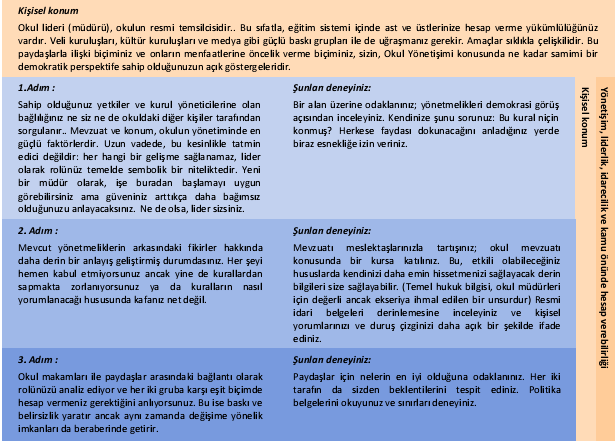 Kişisel konum
Okul lideri (müdürü), okulun resmi temsilcisidir.. Bu sıfatla, eğitim sistemi içinde ast ve üstlerinize hesap verme yükümlülüğünüz
vardır. Veli kuruluşları, kültür kuruluşları ve medya gibi güçlü baskı grupları ile de uğraşmanız gerekir. Amaçlar sıklıkla çelişkilidir. Bu
paydaşlarla ilişki biçiminiz ve onların menfaatlerine öncelik verme biçiminiz, sizin, Okul Yönetişimi konusunda ne kadar samimi bir
demokratik perspektife sahip olduğunuzun açık göstergeleridir.
1.Adım :
Sahip olduğunuz yetkiler ve kurul yöneticilerine olan
bağlılığınız ne siz ne de okuldaki diğer kişiler tarafından
sorgulanır.. Mevzuat ve konum, okulun yönetiminde en
güçlü faktörlerdir. Uzun vadede, bu kesinlikle tatmin
edici değildir: her hangi bir gelişme sağlanamaz, lider
olarak rolünüz temelde sembolik bir niteliktedir. Yeni
bir müdür olarak, işe buradan başlamayı uygun
görebilirsiniz ama güveniniz arttıkça daha bağımsız
olduğunuzu anlayacaksınız. Ne de olsa, lider sizsiniz.
Şunları deneyiniz:
Bir alan üzerine odaklanınız; yönetmelikleri demokrasi görüş
açısından inceleyiniz. Kendinize şunu sorunuz: Bu kural niçin
konmuş? Herkese faydası dokunacağını anladığınız yerde
biraz esnekliğe izin veriniz.
2. Adım :
Mevcut yönetmeliklerin arkasındaki fikirler hakkında
daha derin bir anlayış geliştirmiş durumdasınız. Her şeyi
hemen kabul etmiyorsunuz ancak yine de kurallardan
sapmakta zorlanıyorsunuz ya da kuralların nasıl
yorumlanacağı hususunda kafanız net değil.
Şunları deneyiniz:
Mevzuatı meslektaşlarınızla tartışınız; okul mevzuatı
konusunda bir kursa katılınız. Bu, etkili olabileceğiniz
hususlarda kendinizi daha emin hissetmenizi sağlayacak derin
bilgileri size sağlayabilir. (Temel hukuk bilgisi, okul müdürleri
için değerli ancak ekseriya ihmal edilen bir unsurdur) Resmi
idari belgeleri derinlemesine inceleyiniz ve kişisel
yorumlarınızı ve duruş çizginizi daha açık bir şekilde ifade
ediniz.
3. Adım :
Okul makamları ile paydaşlar arasındaki bağlantı olarak
rolünüzü analiz ediyor ve her iki gruba karşı eşit biçimde
hesap vermeniz gerektiğini anlıyorsunuz. Bu ise baskı ve
belirsizlik yaratır ancak aynı zamanda değişime yönelik
imkanları da beraberinde getirir.
Şunları deneyiniz:
Paydaşlar için nelerin en iyi olduğuna odaklanınız. Her iki
tarafın da sizden beklentilerini tespit ediniz. Politika
belgelerini okuyunuz ve sınırları deneyiniz.
Kişisel konum
Yönetişim, liderlik, idarecilik ve kamu önünde hesap verebilirliği